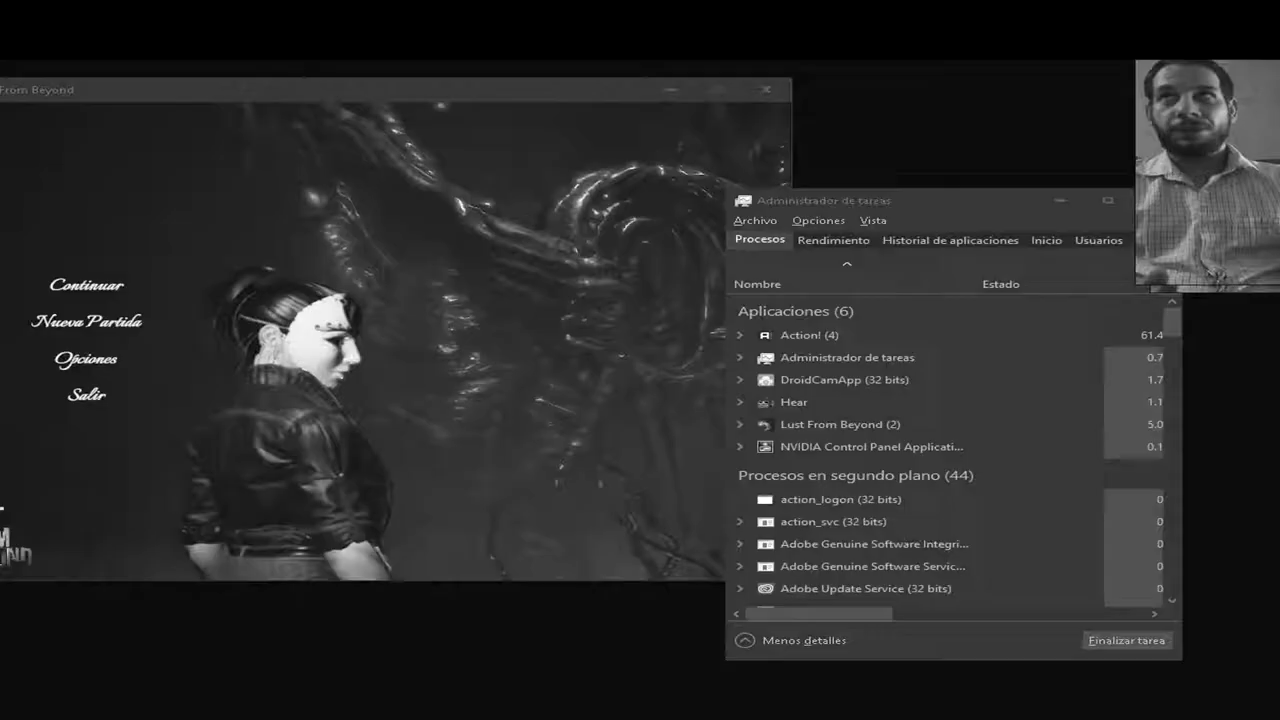 From Beyond
Continuar
Nueva Partida
Opciones
Salir
Administrador de tareas
Archivo Opciones Vista
Procesos Rendimiento Historial de aplicaciones Inicio Usuarios
Nombre Estado
Aplicaciones (6)
Action! (4) 61.4
Administrador de tareas 0.7
DroidCamApp (32 bits) 1.7
Hear 1.1
Lust From Beyond (2) 5.0
NVIDIA Control Panel Applicati... 0.1
Procesos en segundo plano (44)
action_logon (32 bits) 0
action_svc (32 bits) 0
Adobe Genuine Software Integri... 0
Adobe Genuine Software Servic... 0
Adobe Update Service (32 bits) 0
Menos detalles Finalizar tarea